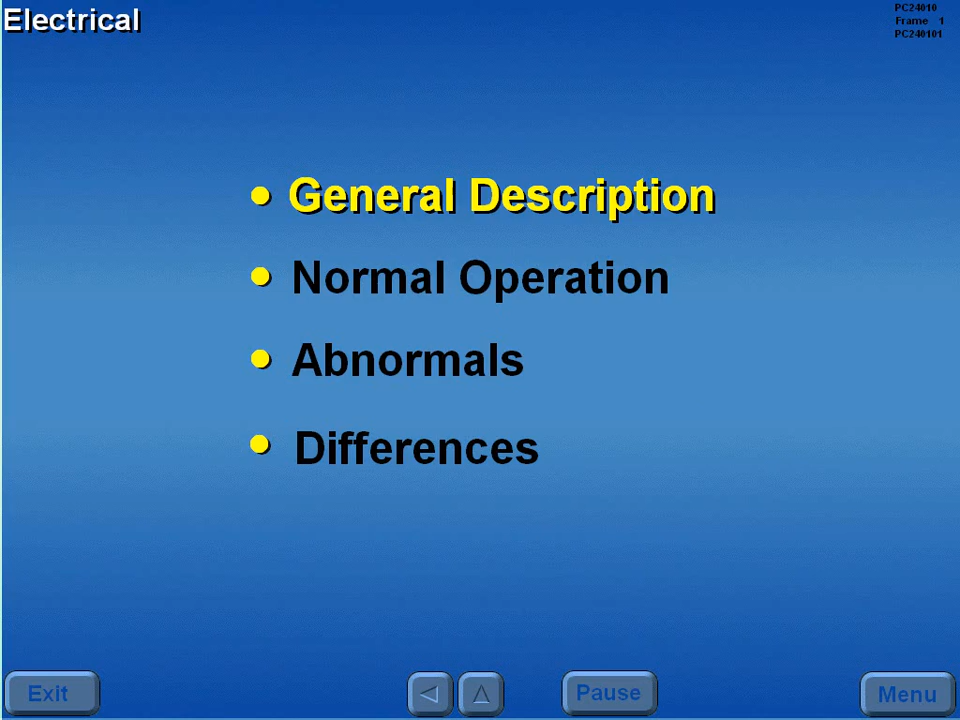 Electrical
PC24010
Frame 1
PC240101
General Description
Normal Operation
Abnormals
Differences
Exit
Pause
Menu